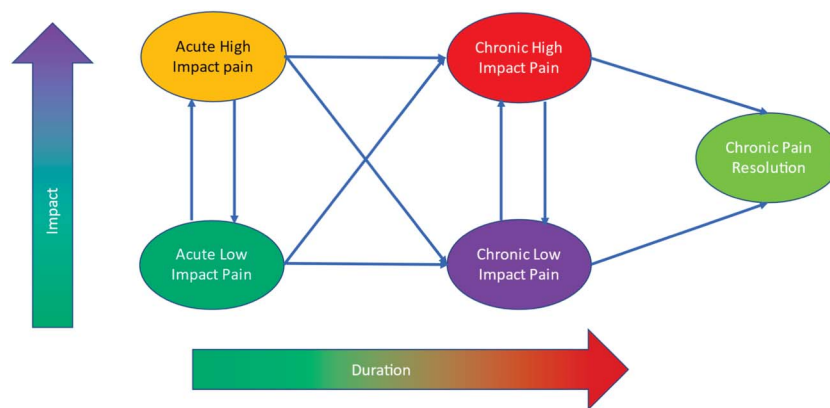 Acute High
Impact pain
Chronic High
Impact Pain
Chronic Pain
Resolution
Impact
Acute Low
Impact Pain
Chronic Low
Impact Pain
Duration